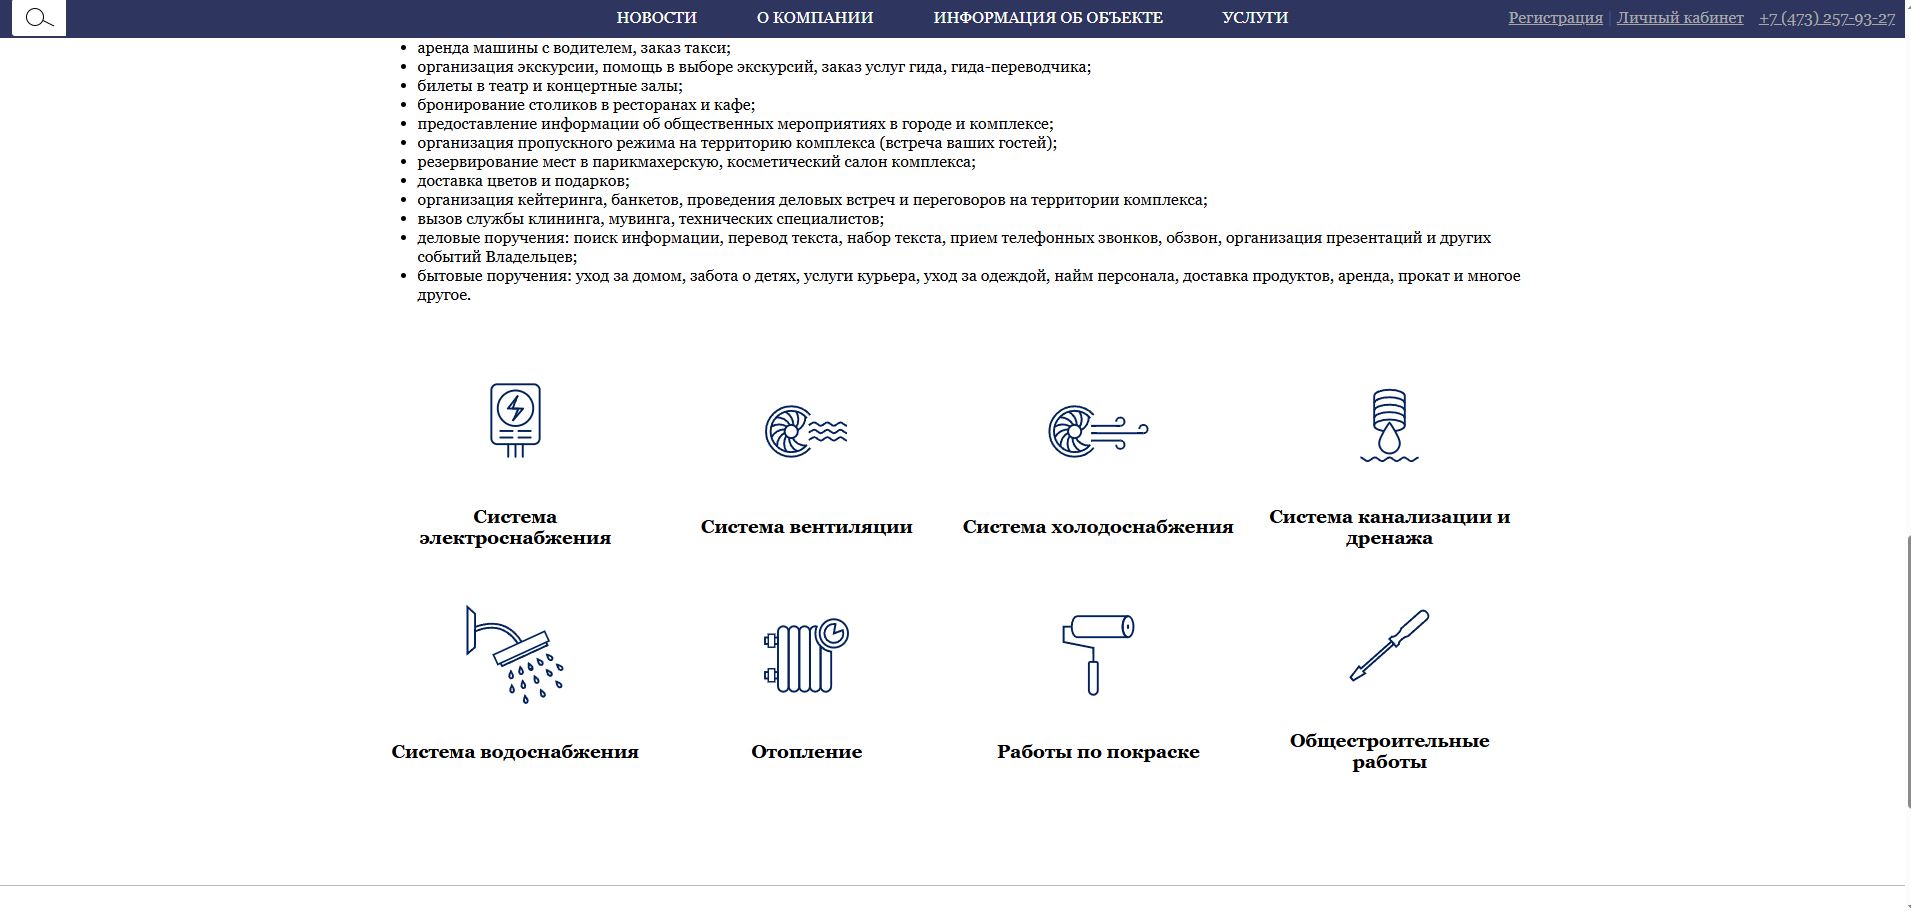 НОВОСТИ О КОМПАНИИ ИНФОРМАЦИЯ ОБ ОБЪЕКТЕ УСЛУГИ Регистрация | Личный кабинет +7 (473) 257-93-27
• аренда машины с водителем, заказ такси;
• организация экскурсии, помощь в выборе экскурсий, заказ услуг гида, гида-переводчика;
• билеты в театр и концертные залы;
• бронирование столиков в ресторанах и кафе;
• предоставление информации об общественных мероприятиях в городе и комплексе;
• организация пропускного режима на территорию комплекса (встреча ваших гостей);
• резервирование мест в парикмахерскую, косметический салон комплекса;
• доставка цветов и подарков;
• организация кейтеринга, банкетов, проведения деловых встреч и переговоров на территории комплекса;
• вызов службы клининга, мувинга, технических специалистов;
• деловые поручения: поиск информации, перевод текста, набор текста, прием телефонных звонков, обзвон, организация презентаций и других
событий Владельцев;
• бытовые поручения: уход за домом, забота о детях, услуги курьера, уход за одеждой, найм персонала, доставка продуктов, аренда, прокат и многое
другое.
Система
электроснабжения
Система вентиляции
Система холодоснабжения
Система канализации и
дренажа
Система водоснабжения
Отопление
Работы по покраске
Общестроительные
работы